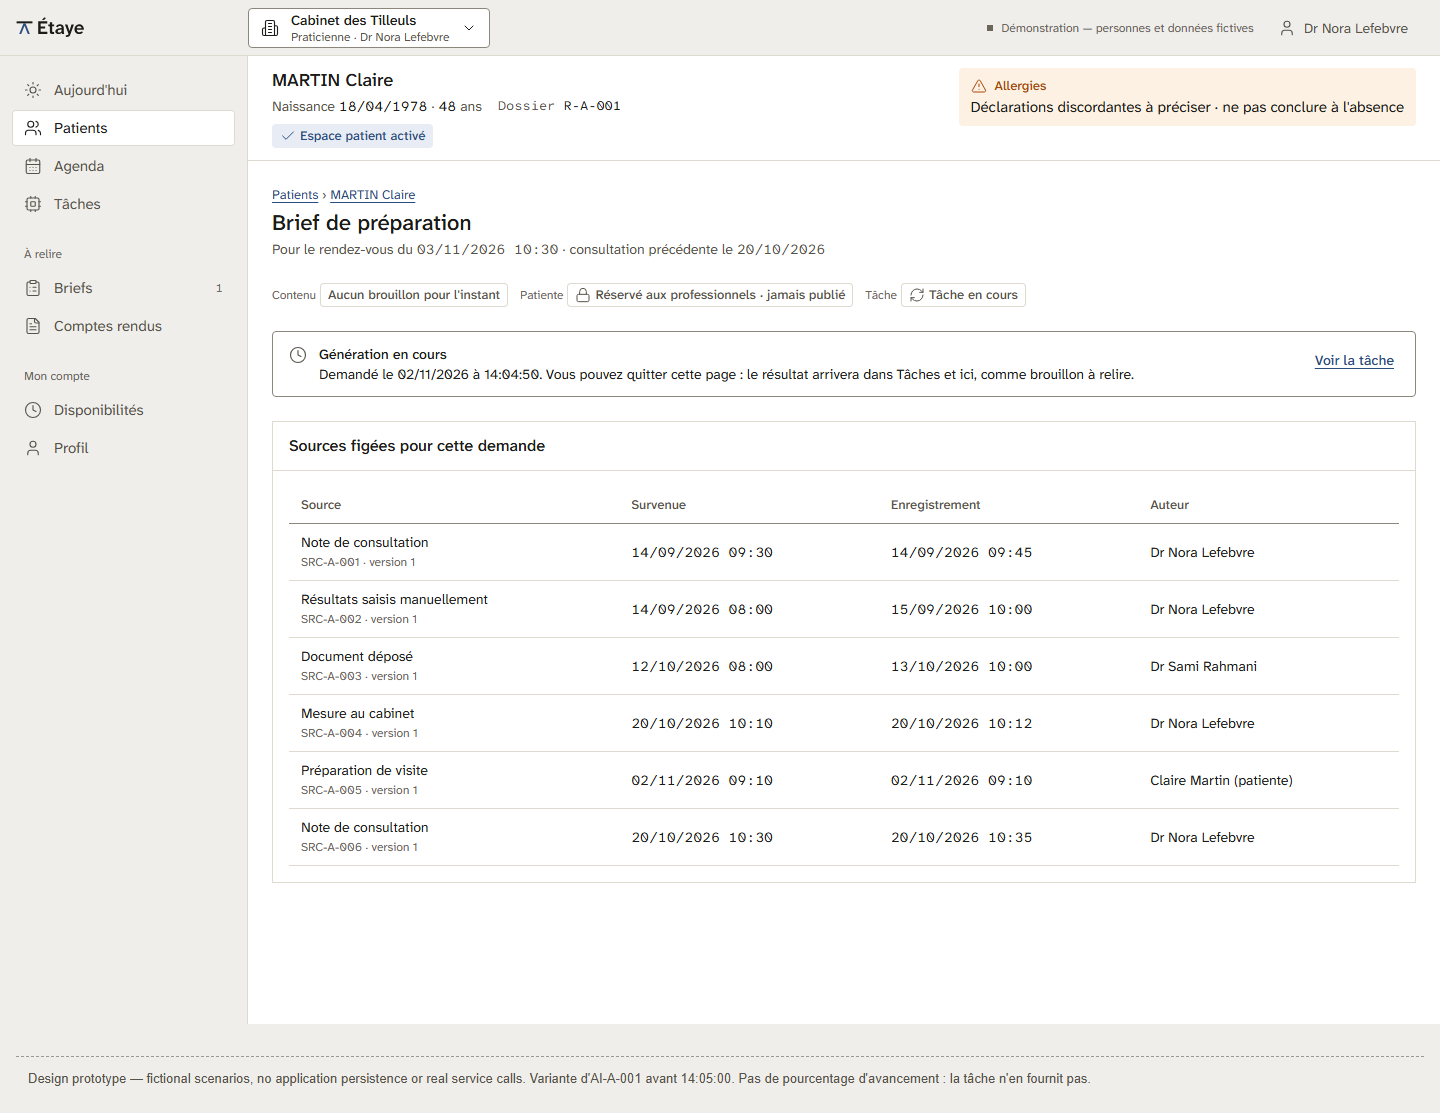 Étaye
Cabinet des Tilleuls
Praticienne · Dr Nora Lefebvre
Démonstration — personnes et données fictives
Dr Nora Lefebvre
Aujourd'hui
Patients
Agenda
Tâches
À relire
Briefs 1
Comptes rendus
Mon compte
Disponibilités
Profil
MARTIN Claire
Naissance 18/04/1978 · 48 ans Dossier R-A-001
Espace patient activé
Allergies
Déclarations discordantes à préciser · ne pas conclure à l'absence
Patients › MARTIN Claire
Brief de préparation
Pour le rendez-vous du 03/11/2026 10:30 · consultation précédente le 20/10/2026
Contenu Aucun brouillon pour l'instant Patiente Réservé aux professionnels · jamais publié Tâche Tâche en cours
Génération en cours
Demandé le 02/11/2026 à 14:04:50. Vous pouvez quitter cette page : le résultat arrivera dans Tâches et ici, comme brouillon à relire.
Voir la tâche
Sources figées pour cette demande
Source Survenue Enregistrement Auteur
Note de consultation
SRC-A-001 · version 1
14/09/2026 09:30 14/09/2026 09:45 Dr Nora Lefebvre
Résultats saisis manuellement
SRC-A-002 · version 1
14/09/2026 08:00 15/09/2026 10:00 Dr Nora Lefebvre
Document déposé
SRC-A-003 · version 1
12/10/2026 08:00 13/10/2026 10:00 Dr Sami Rahmani
Mesure au cabinet
SRC-A-004 · version 1
20/10/2026 10:10 20/10/2026 10:12 Dr Nora Lefebvre
Préparation de visite
SRC-A-005 · version 1
02/11/2026 09:10 02/11/2026 09:10 Claire Martin (patiente)
Note de consultation
SRC-A-006 · version 1
20/10/2026 10:30 20/10/2026 10:35 Dr Nora Lefebvre
Design prototype — fictional scenarios, no application persistence or real service calls. Variante d'AI-A-001 avant 14:05:00. Pas de pourcentage d'avancement : la tâche n'en fournit pas.